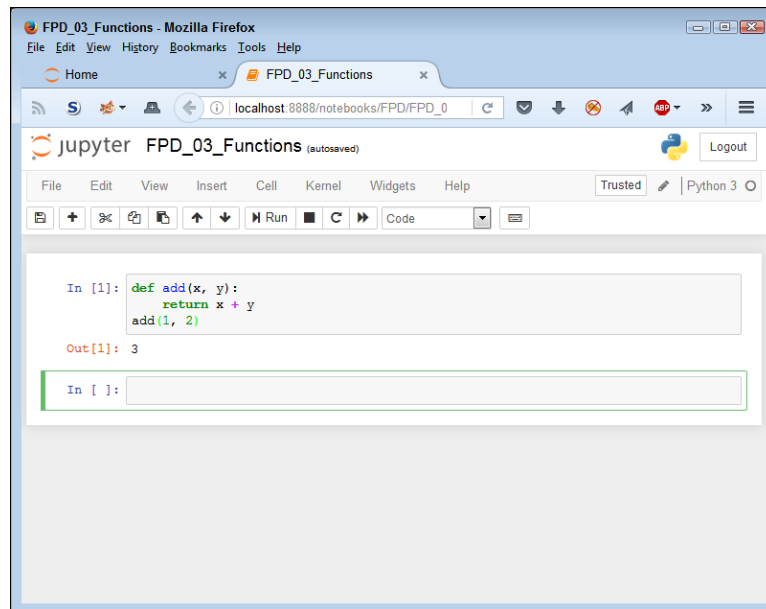 FPD_03_Functions - Mozilla Firefox
File Edit View History Bookmarks Tools Help
Home × FPD_03_Functions ×
S) localhost:8888/notebooks/FPD/FPD_0 ABP »
jupyter FPD_03_Functions (autosaved) Logout
File Edit View Insert Cell Kernel Widgets Help Trusted Python 3
Run Code
In [1]: def add(x, y):
return x + y
add(1, 2)
Out[1]: 3
In [ ]: